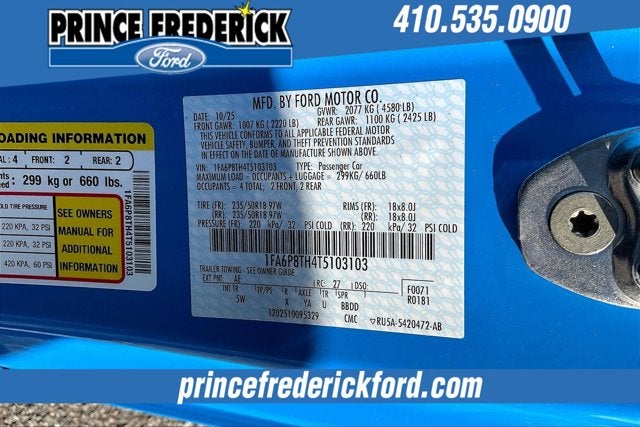 PRINCE FREDERICK
Ford
410.535.0900
MFD. BY FORD MOTOR CO.
DATE: 10/25 GVWR: 2077 KG (4580 LB)
FRONT GAWR: 1007 KG (2220 LB) REAR GAWR: 1100 KG (2425 LB)
THIS VEHICLE CONFORMS TO ALL APPLICABLE FEDERAL MOTOR
VEHICLE SAFETY, BUMPER, AND THEFT PREVENTION STANDARDS
IN EFFECT ON THE DATE OF MANUFACTURE SHOWN ABOVE.
VIN: 1FA6P8TH4T5103103 TYPE: Passenger Car
MAXIMUM LOAD - OCCUPANTS + LUGGAGE = 299KG/ 660LB
OCCUPANTS - 4 TOTAL; 2 FRONT, 2 REAR
TIRE (FR): 235/50R18 97W RIMS (FR): 18x8.0J
(RR): 235/50R18 97W (RR): 18x8.0J
PRESSURE (FR): 220 kPa/ 32 PSI COLD (RR): 220 kPa/ 32 PSI COLD
1FA6P8TH4T5103103
TRAILER TOWING - SEE OWNER GUIDE
EXT PNT: AE RC: 27 DSO: F0071
INT TR TP/PS R AXLE TR SPR R0181
5W X YA U BBDD
1202510095329 CMC RU5A-5420472-AB
LOADING INFORMATION
AL : 4 FRONT: 2 REAR: 2
299 kg or 660 lbs.
COLD TIRE PRESSURE
220 KPA, 32 PSI
220 KPA, 32 PSI
420 KPA, 60 PSI
SEE OWNERS
MANUAL FOR
ADDITIONAL
INFORMATION
1FA6P8TH4T5103103
princefrederickford.com